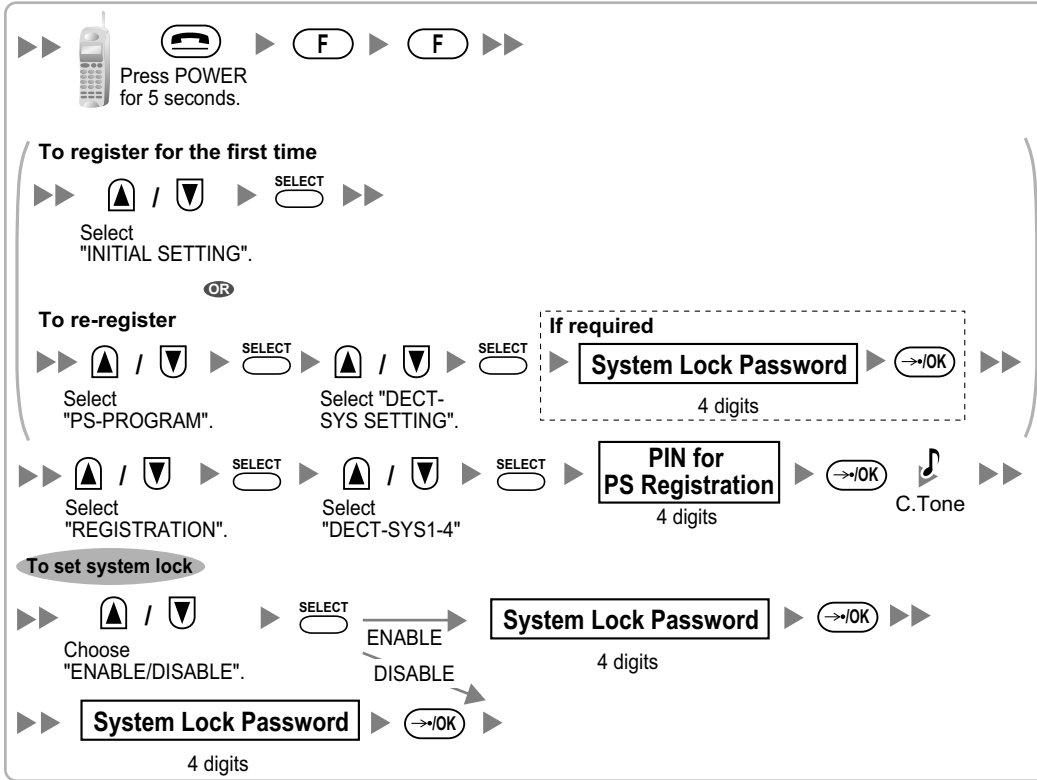 F F
Press POWER
for 5 seconds.
To register for the first time
/ SELECT
Select
"INITIAL SETTING".
OR
To re-register
If required
/ SELECT / SELECT System Lock Password /OK
Select
"PS-PROGRAM".
Select "DECT-
SYS SETTING".
4 digits
/ SELECT / SELECT PIN for
PS Registration /OK
Select
"REGISTRATION".
Select
"DECT-SYS1-4"
4 digits
C.Tone
To set system lock
/ SELECT ENABLE System Lock Password /OK
Choose
"ENABLE/DISABLE".
DISABLE
4 digits
System Lock Password /OK
4 digits